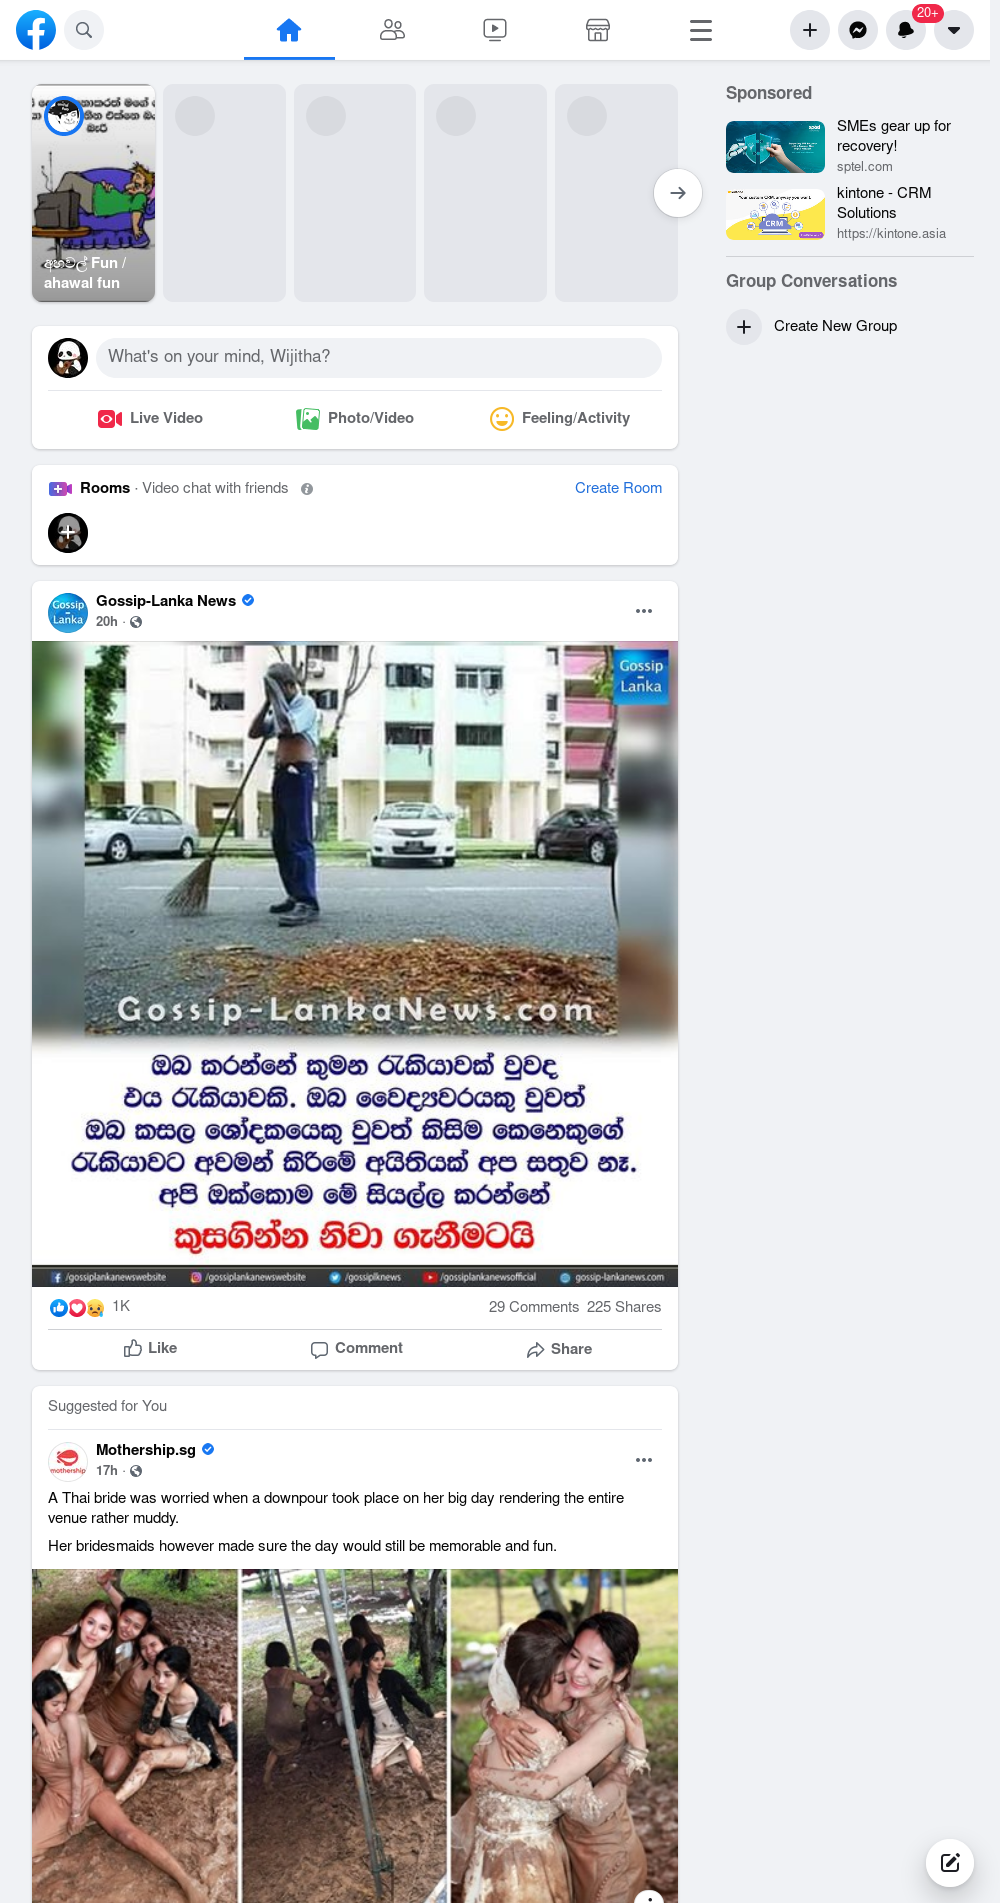 20+
අහවල් Fun /
ahawal fun
What's on your mind, Wijitha?
Live Video
Photo/Video
Feeling/Activity
Rooms · Video chat with friends
Create Room
Gossip-Lanka News
20h ·
Gossip
Lanka
Gossip
-
Lanka
Gossip-LankaNews.com
ඔබ කරන්නේ කුමන රැකියාවක් වුවද
එය රැකියාවකි. ඔබ වෛද්‍යවරයකු වුවත්
ඔබ කසල ශෝදකයෙකු වුවත් කිසිම කෙනෙකුගේ
රැකියාවට අවමන් කිරිමේ අයිතියක් අප සතුව නෑ.
අපි ඔක්කොම මේ සියල්ල කරන්නේ
කුසගින්න නිවා ගැනීමටයි
/gossiplankanewswebsite /gossiplankanewswebsite /gossiplknews /gossiplankanewsofficial gossip-lankanews.com
1K
29 Comments 225 Shares
Like
Comment
Share
Suggested for You
Mothership.sg
mothership
17h ·
A Thai bride was worried when a downpour took place on her big day rendering the entire
venue rather muddy.
Her bridesmaids however made sure the day would still be memorable and fun.
Sponsored
SMEs gear up for
recovery!
sptel.com
kintone - CRM
Solutions
https://kintone.asia
CRM
Group Conversations
Create New Group